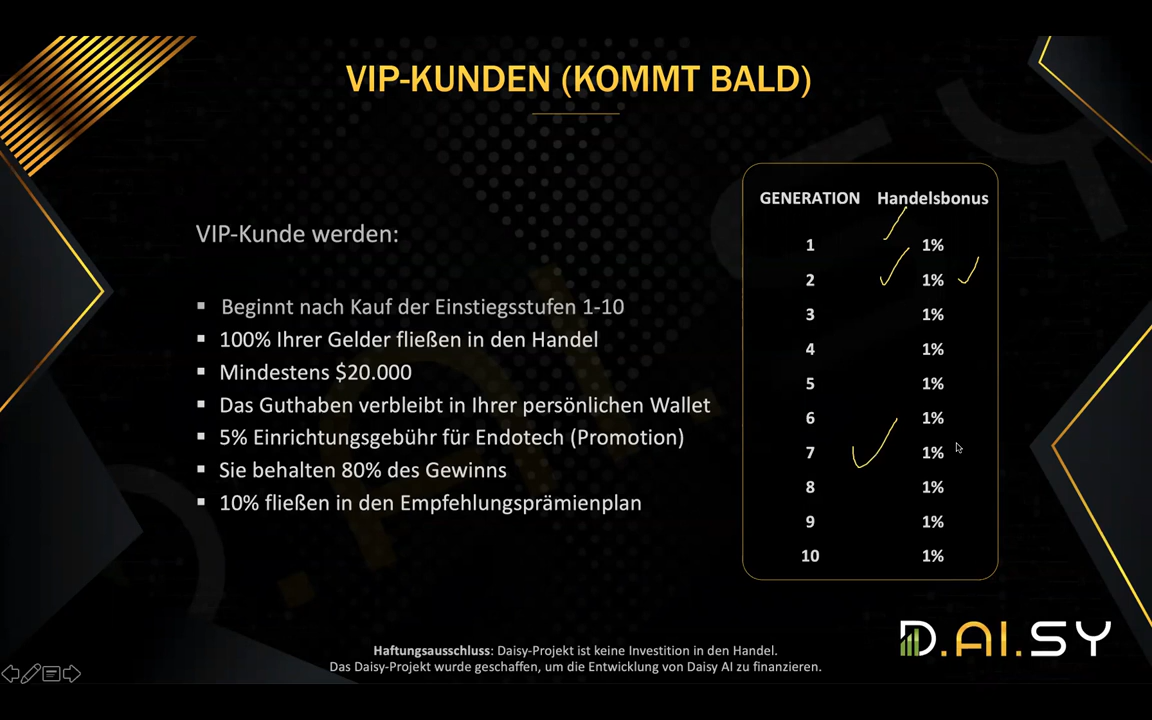 VIP-KUNDEN (KOMMT BALD)
VIP-Kunde werden:
▪ Beginnt nach Kauf der Einstiegsstufen 1-10
▪ 100% Ihrer Gelder fließen in den Handel
▪ Mindestens $20.000
▪ Das Guthaben verbleibt in Ihrer persönlichen Wallet
▪ 5% Einrichtungsgebühr für Endotech (Promotion)
▪ Sie behalten 80% des Gewinns
▪ 10% fließen in den Empfehlungsprämienplan
GENERATION Handelsbonus
1 1%
2 1%
3 1%
4 1%
5 1%
6 1%
7 1%
8 1%
9 1%
10 1%
D.AI.SY
Haftungsausschluss: Daisy-Projekt ist keine Investition in den Handel.
Das Daisy-Projekt wurde geschaffen, um die Entwicklung von Daisy AI zu finanzieren.